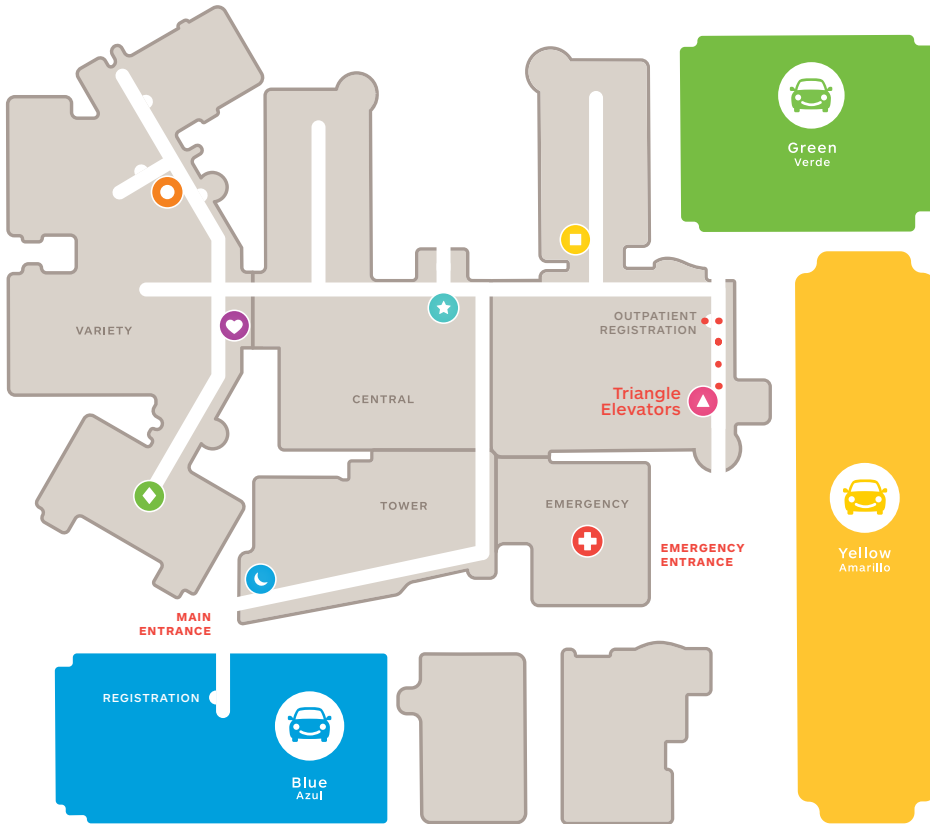 Green
Verde
OUTPATIENT
REGISTRATION
VARIETY
Triangle
Elevators
CENTRAL
TOWER
EMERGENCY
EMERGENCY
ENTRANCE
Yellow
Amarillo
MAIN
ENTRANCE
REGISTRATION
Blue
Azul